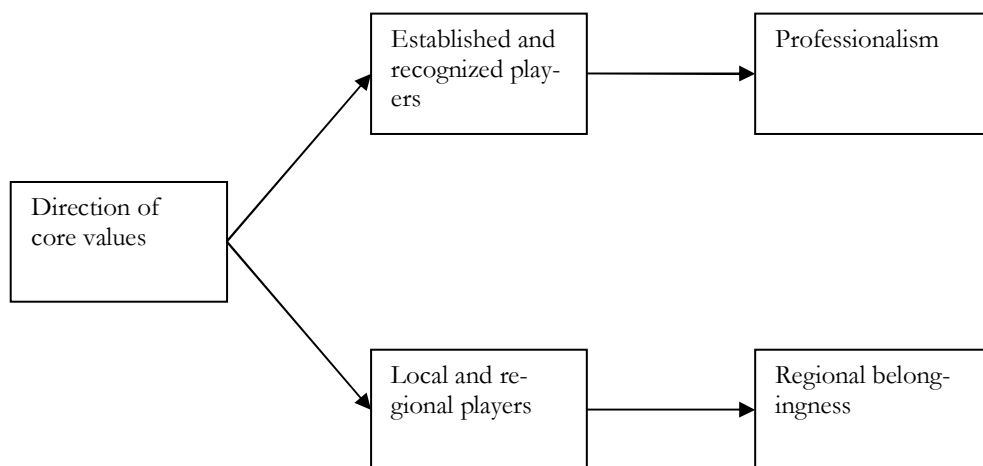 Established and
recognized play-
ers
Professionalism
Direction of
core values
Local and re-
gional players
Regional belong-
ingness